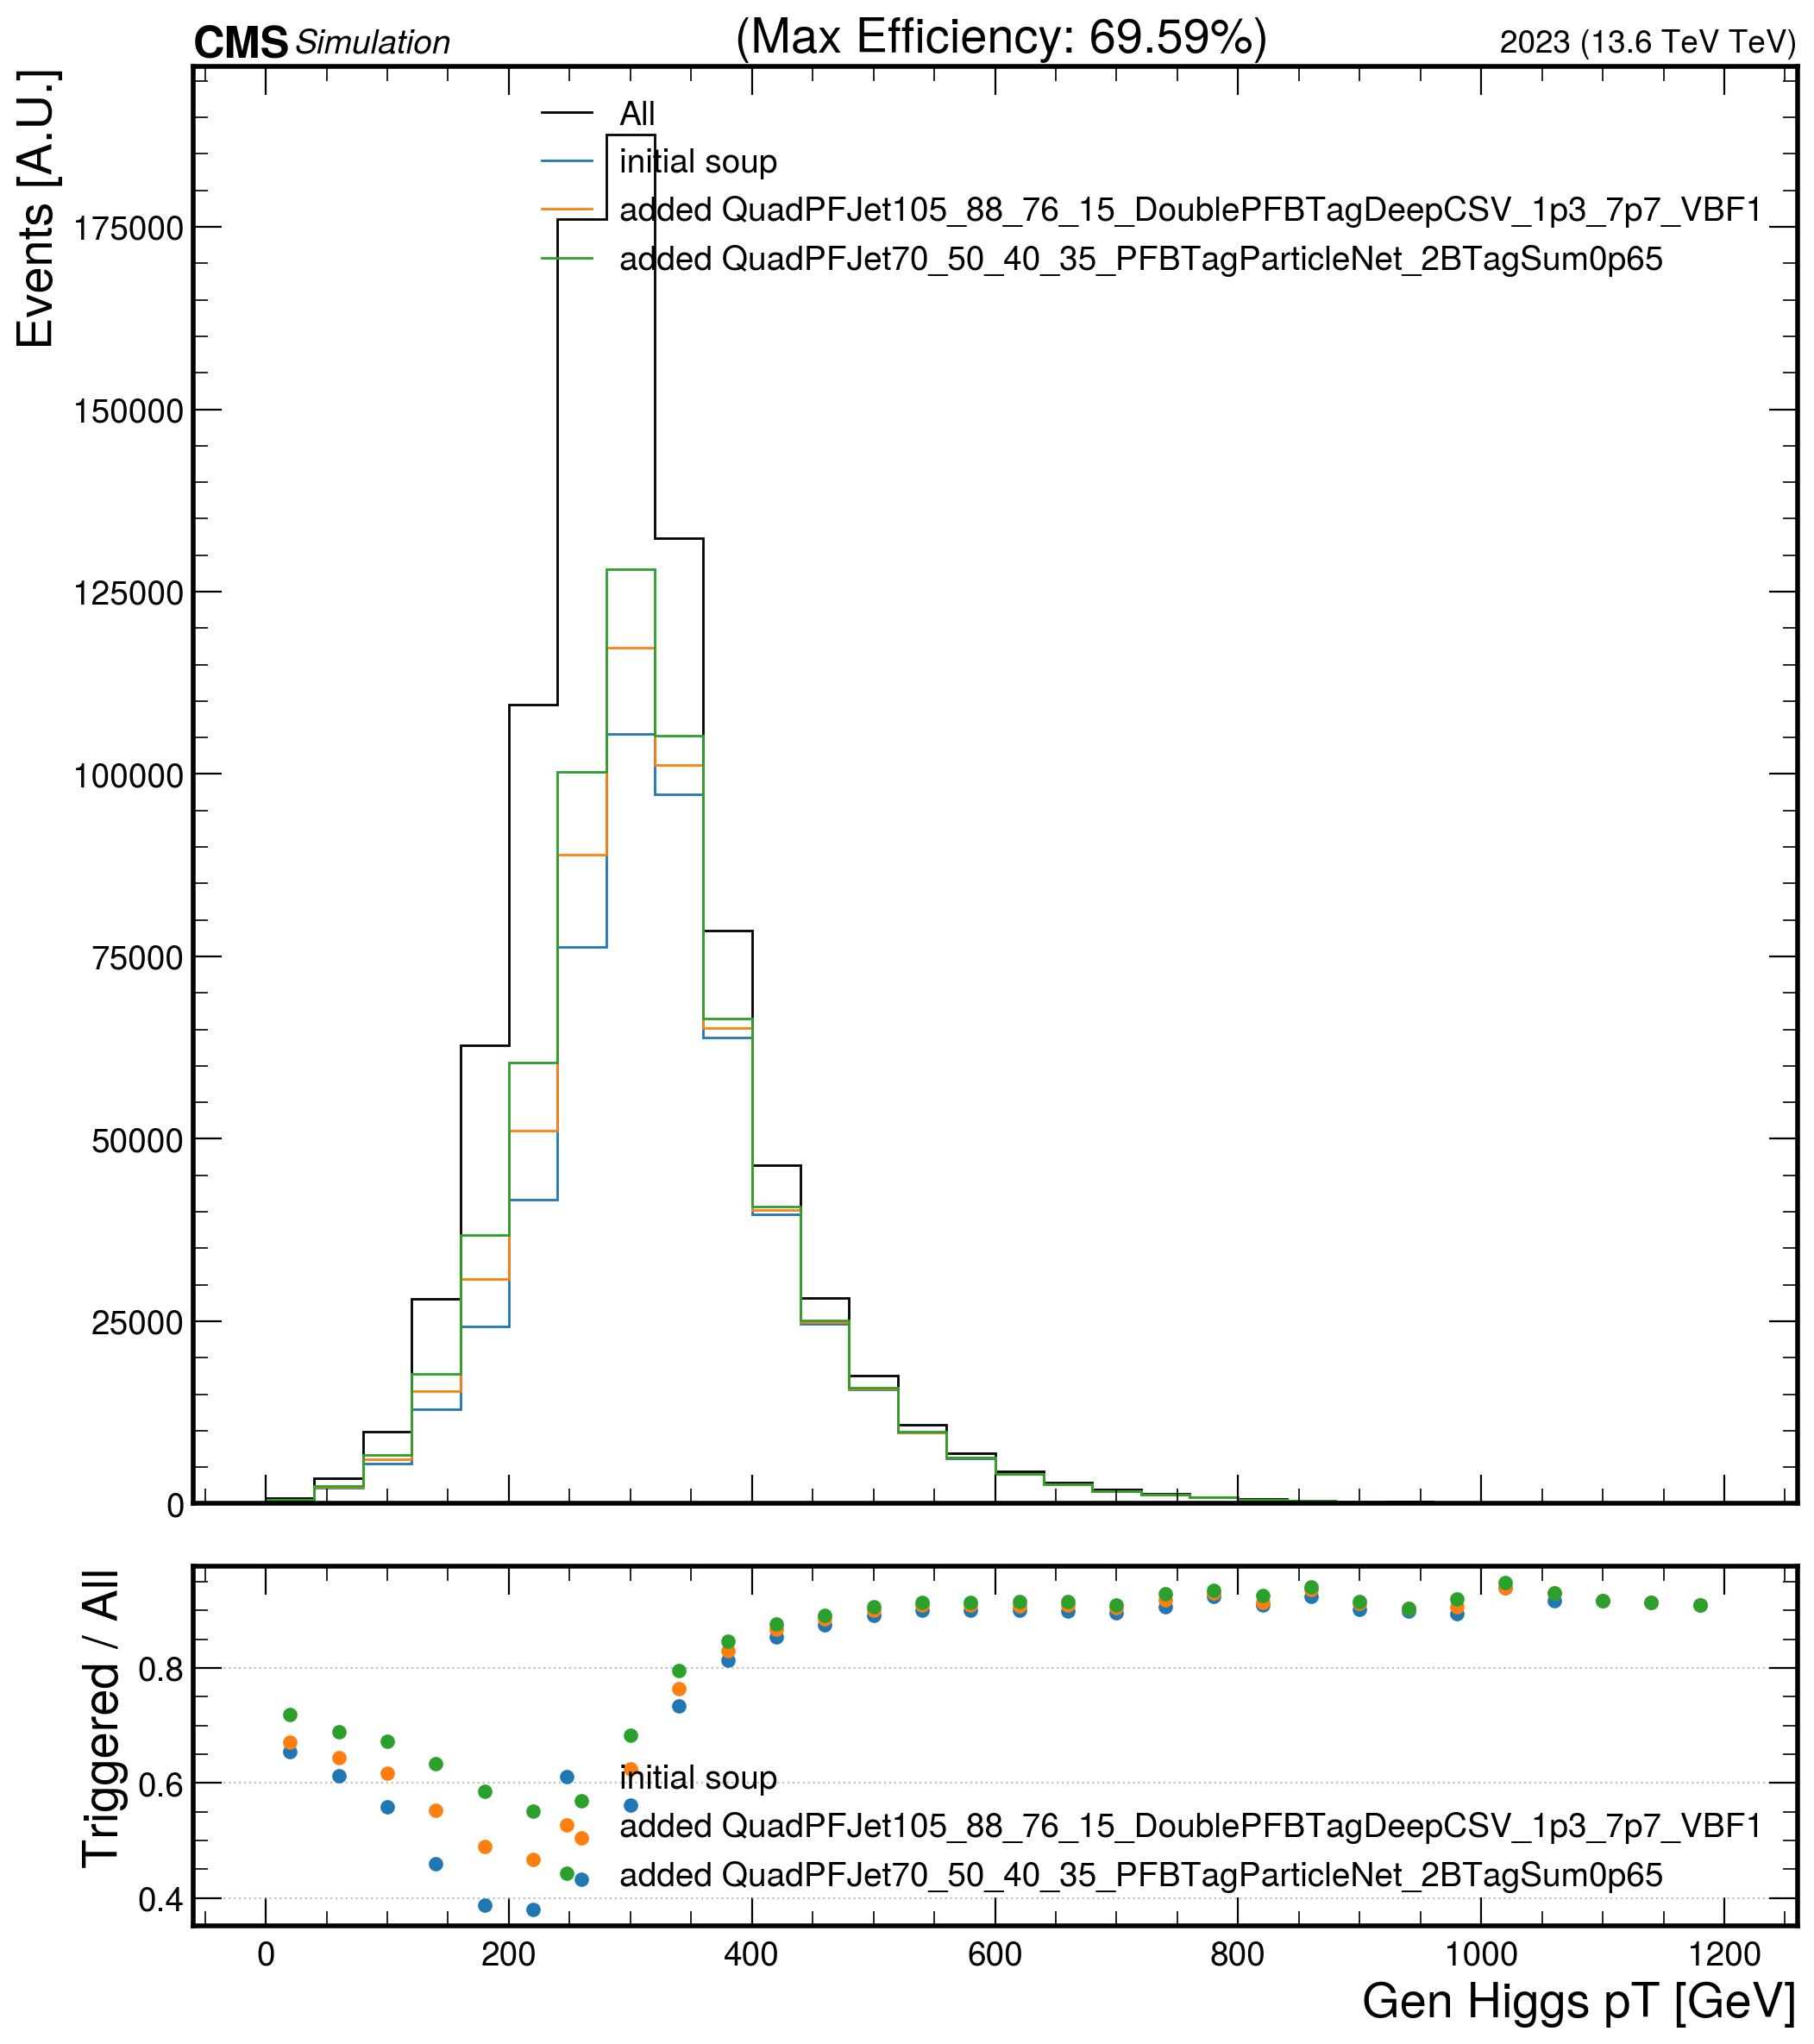 CMS Simulation (Max Efficiency: 69.59%) 2023 (13.6 TeV TeV)
Events [A.U.]
All
initial soup
added QuadPFJet105_88_76_15_DoublePFBTagDeepCSV_1p3_7p7_VBF1
added QuadPFJet70_50_40_35_PFBTagParticleNet_2BTagSum0p65
175000
150000
125000
100000
75000
50000
25000
0
Triggered / All
0.8
0.6
0.4
initial soup
added QuadPFJet105_88_76_15_DoublePFBTagDeepCSV_1p3_7p7_VBF1
added QuadPFJet70_50_40_35_PFBTagParticleNet_2BTagSum0p65
0 200 400 600 800 1000 1200
Gen Higgs pT [GeV]